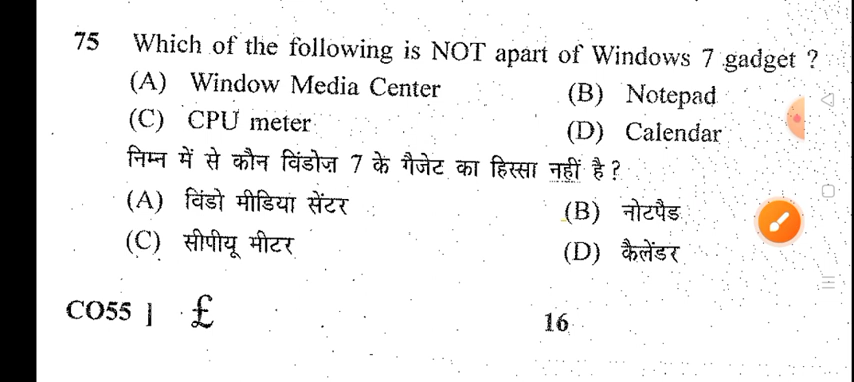 75 Which of the following is NOT apart of Windows 7 gadget ?
(A) Window Media Center (B) Notepad
(C) CPU meter (D) Calendar
निम्न में से कौन विंडोज़ 7 के गैजेट का हिस्सा नहीं है ?
(A) विंडो मीडिया सेंटर (B) नोटपैड
(C) सीपीयू मीटर (D) कैलेंडर
CO55 ] £ 16